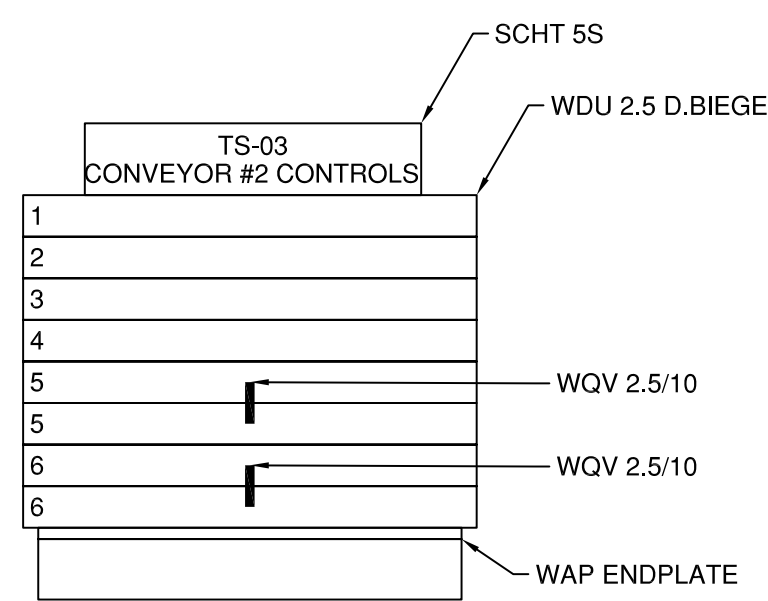 SCHT 5S
WDU 2.5 D.BIEGE
TS-03
CONVEYOR #2 CONTROLS
1
2
3
4
5
WQV 2.5/10
5
6
WQV 2.5/10
6
WAP ENDPLATE